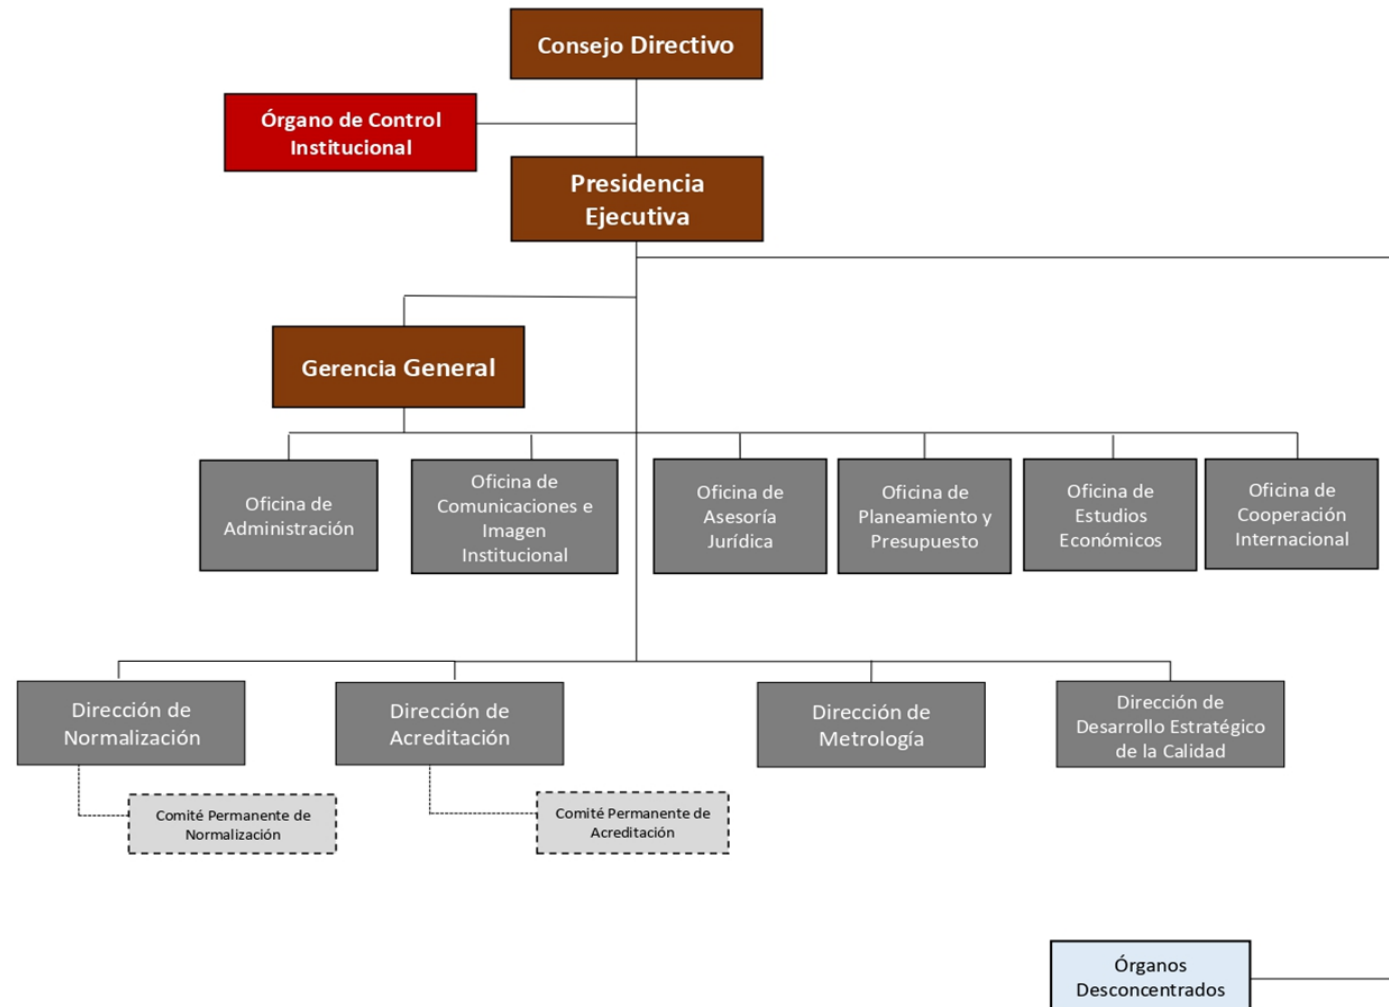 Consejo Directivo
Órgano de Control
Institucional
Presidencia
Ejecutiva
Gerencia General
Oficina de
Administración
Oficina de
Comunicaciones e
Imagen
Institucional
Oficina de
Asesoría
Jurídica
Oficina de
Planeamiento y
Presupuesto
Oficina de
Estudios
Económicos
Oficina de
Cooperación
Internacional
Dirección de
Normalización
Dirección de
Acreditación
Dirección de
Metrología
Dirección de
Desarrollo Estratégico
de la Calidad
Comité Permanente de
Normalización
Comité Permanente de
Acreditación
Órganos
Desconcentrados